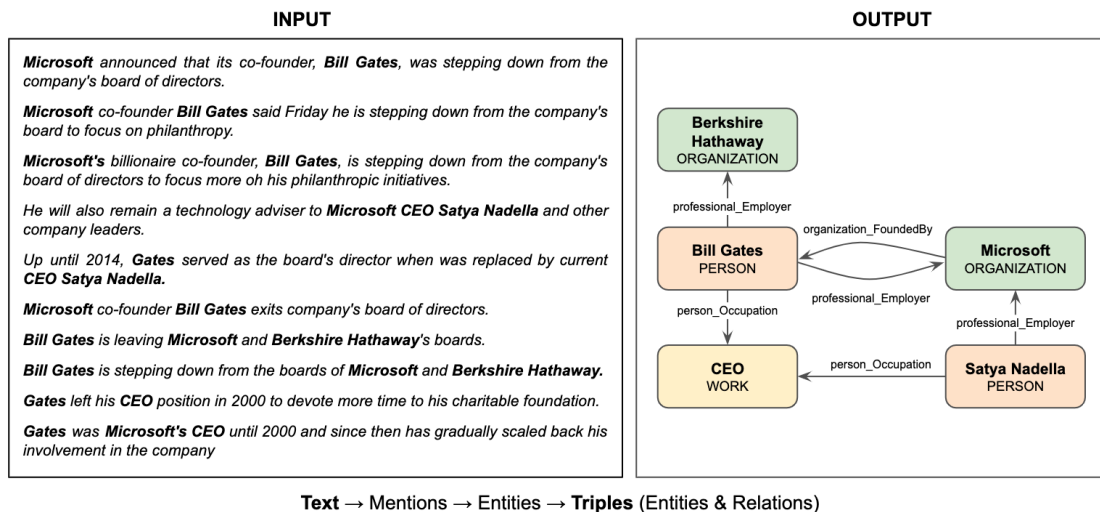 INPUT
Microsoft announced that its co-founder, Bill Gates, was stepping down from the
company's board of directors.
Microsoft co-founder Bill Gates said Friday he is stepping down from the company's
board to focus on philanthropy.
Microsoft's billionaire co-founder, Bill Gates, is stepping down from the company's
board of directors to focus more oh his philanthropic initiatives.
He will also remain a technology adviser to Microsoft CEO Satya Nadella and other
company leaders.
Up until 2014, Gates served as the board's director when was replaced by current
CEO Satya Nadella.
Microsoft co-founder Bill Gates exits company's board of directors.
Bill Gates is leaving Microsoft and Berkshire Hathaway's boards.
Bill Gates is stepping down from the boards of Microsoft and Berkshire Hathaway.
Gates left his CEO position in 2000 to devote more time to his charitable foundation.
Gates was Microsoft's CEO until 2000 and since then has gradually scaled back his
involvement in the company
OUTPUT
Berkshire
Hathaway
ORGANIZATION
professional_Employer
organization_FoundedBy
Bill Gates
PERSON
Microsoft
ORGANIZATION
professional_Employer
person_Occupation
professional_Employer
CEO
WORK
person_Occupation
Satya Nadella
PERSON
Text → Mentions → Entities → Triples (Entities & Relations)